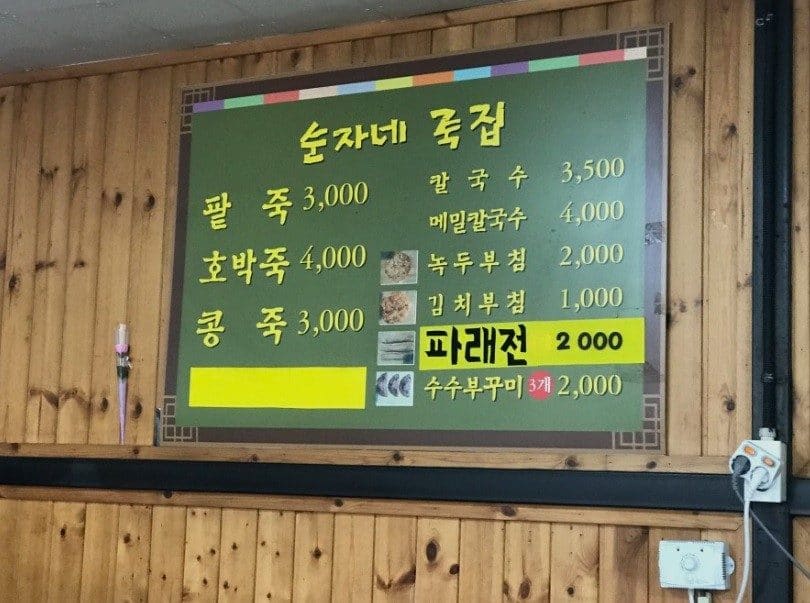 순자네 죽집
팥 죽 3,000
호박죽 4,000
콩 죽 3,000
칼 국 수 3,500
메밀칼국수 4,000
녹두부침 2,000
김치부침 1,000
파래전 2 000
수수부꾸미 3개 2,000